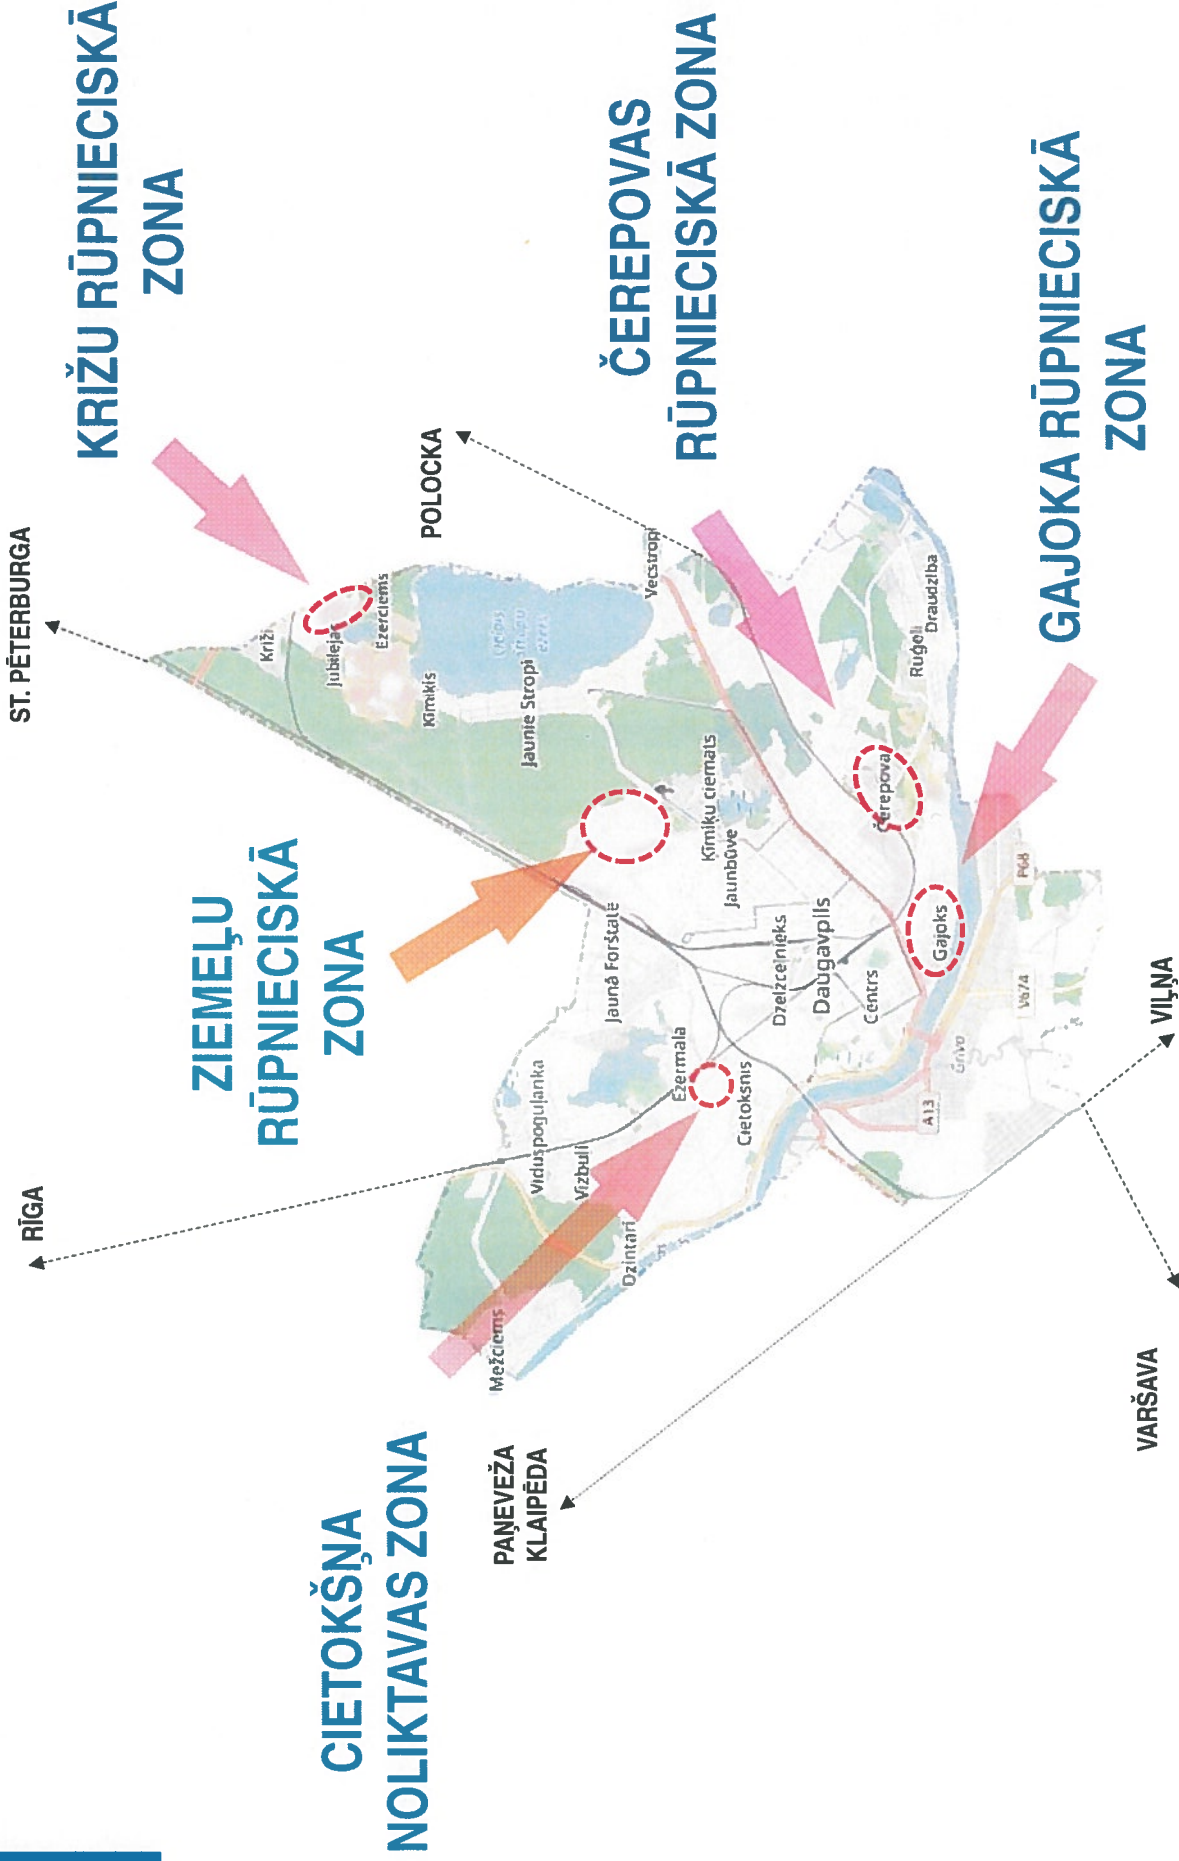 RĪGA
ST. PĒTERBURGA
KRIŽU RŪPNIECISKĀ
ZONA
ZIEMEĻU
RŪPNIECISKĀ
ZONA
CIETOKŠŅA
NOLIKTAVAS ZONA
POLOCKA
ČEREPOVAS
RŪPNIECISKĀ ZONA
GAJOKA RŪPNIECISKĀ
ZONA
PAŅEVEŽA
KLAIPĒDA
VARŠAVA
VIĻŅA
Križi
Jubilejas
Ezerciems
Ķīmiķis
Jaunie Stropi
Vecstropi
Mežciems
Vizbuļi
Viduspoguļanka
Dzintari
Jaunā Forštate
Ezermala
Cietoksnis
Ķīmiķu ciemats
Jaunbūve
Dzelzceļnieks
Daugavpils
Centrs
Čerepova
Ruģeļi
Draudzība
Gajoks
Grīva
A13
V674
P68